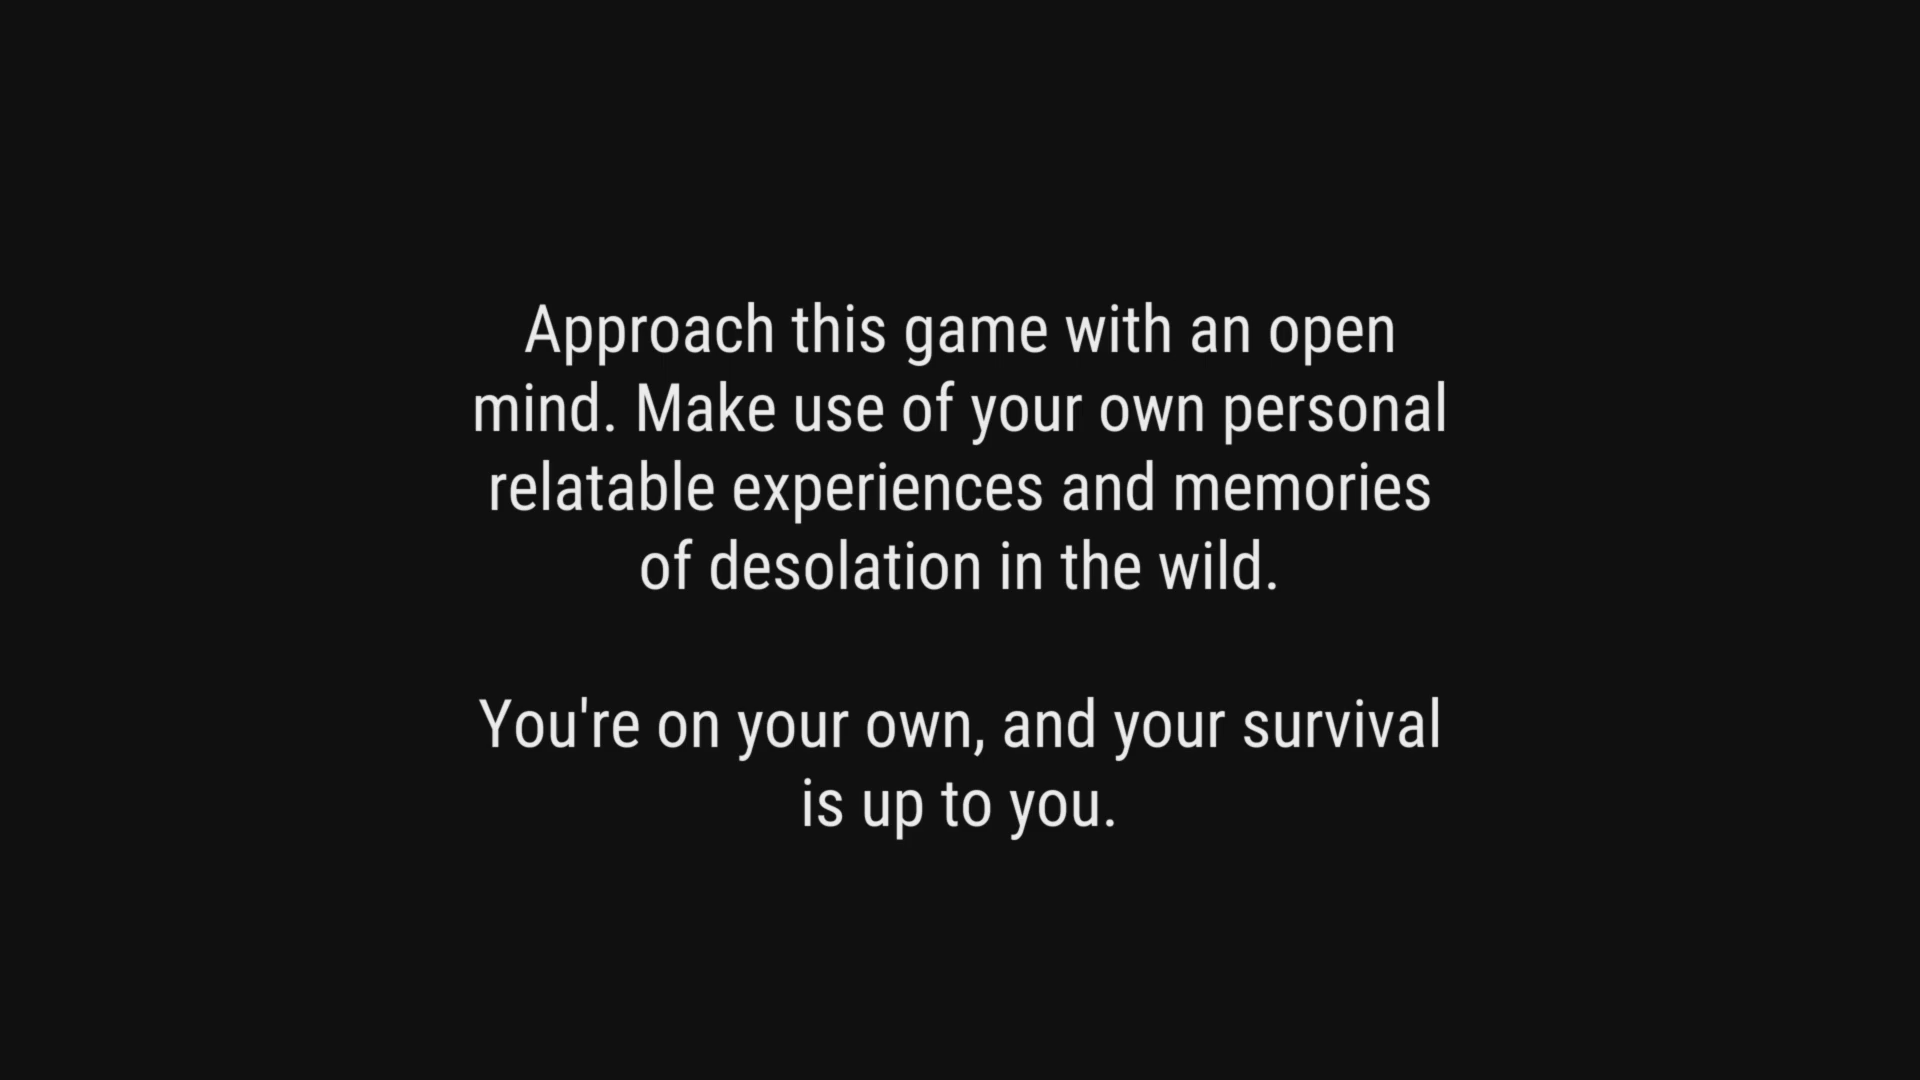 Approach this game with an open
mind. Make use of your own personal
relatable experiences and memories
of desolation in the wild.
You're on your own, and your survival
is up to you.